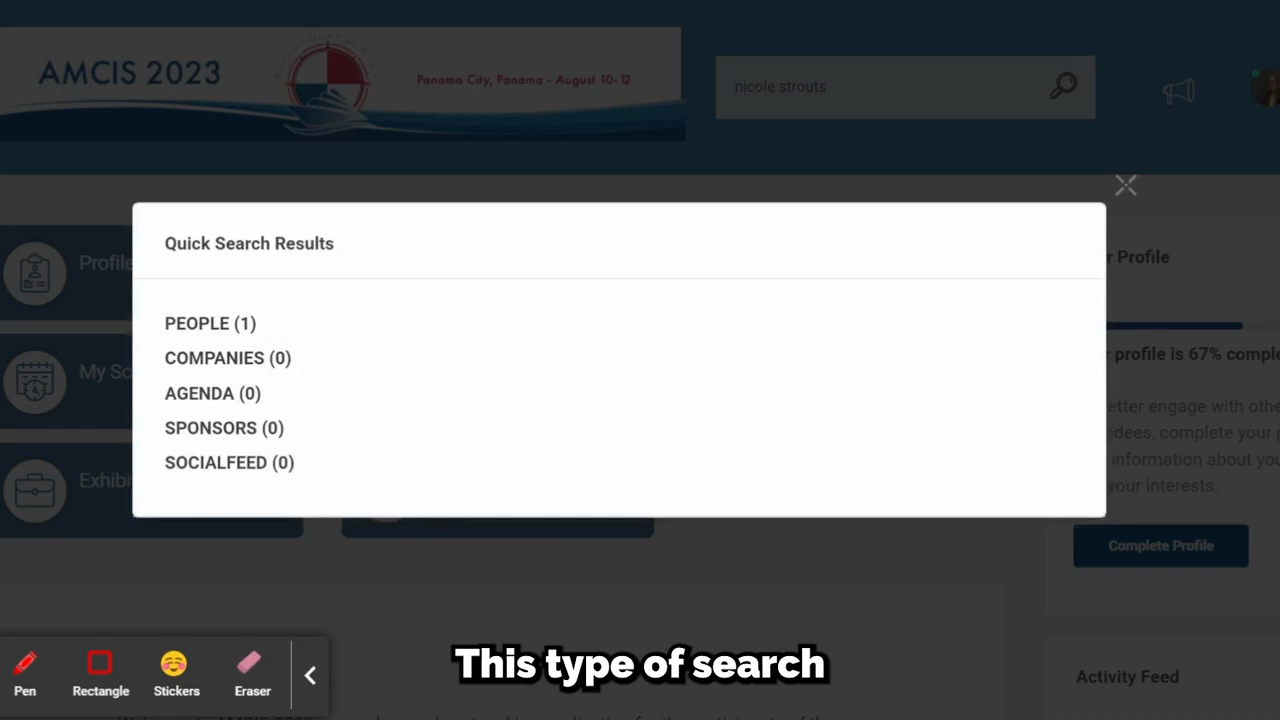 AMCIS 2023
Panama City, Panama - August 10-12
nicole strouts
Quick Search Results
PEOPLE (1)
COMPANIES (0)
AGENDA (0)
SPONSORS (0)
SOCIALFEED (0)
Profile
My Sc
Exhib
r Profile
profile is 67% comple
etter engage with othe
dees, complete your
information about you
your interests.
Complete Profile
Activity Feed
This type of search
Pen
Rectangle
Stickers
Eraser